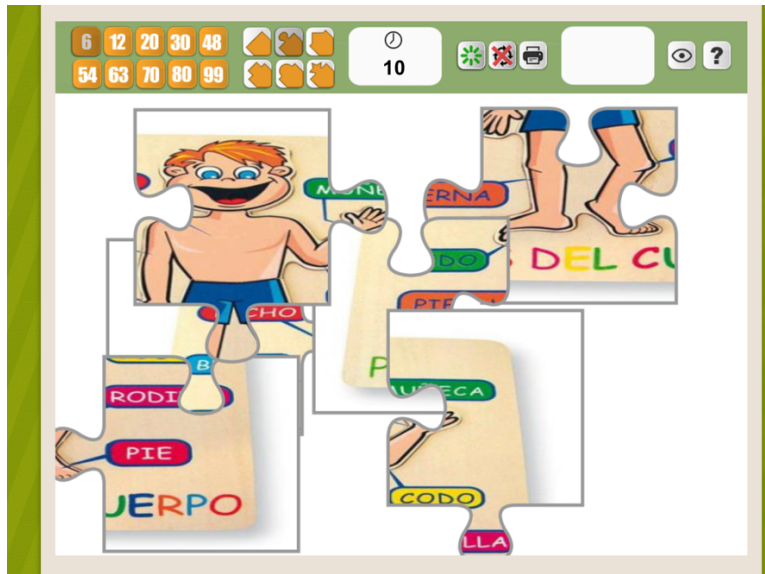 6 12 20 30 48
54 63 70 80 99
10
?
MUNE
ERNA
DO
DEL CU
PIE
CHO
B
RODI
P
CA
PIE
UERPO
CODO
LLA